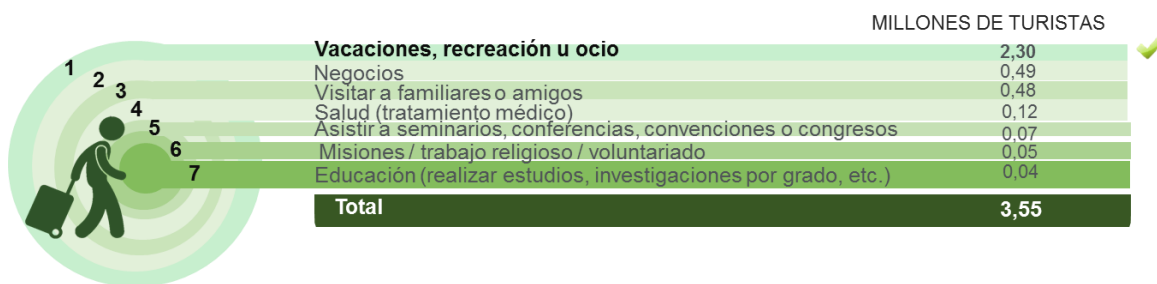 MILLONES DE TURISTAS
1 Vacaciones, recreación u ocio 2,30
2 Negocios 0,49
3 Visitar a familiares o amigos 0,48
4 Salud (tratamiento médico) 0,12
5 Asistir a seminarios, conferencias, convenciones o congresos 0,07
6 Misiones / trabajo religioso / voluntariado 0,05
7 Educación (realizar estudios, investigaciones por grado, etc.) 0,04
Total 3,55